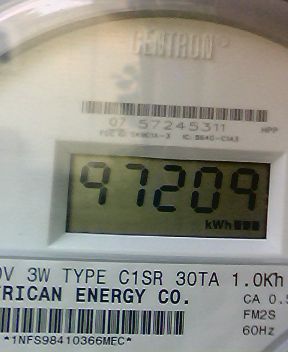 CENTRON®
07 57245311 HPP
97209
kWh
0V 3W TYPE C1SR 30TA 1.0Kh
RICAN ENERGY CO. CA 0.5
FM2S
*1NFS98410366MEC* 60Hz